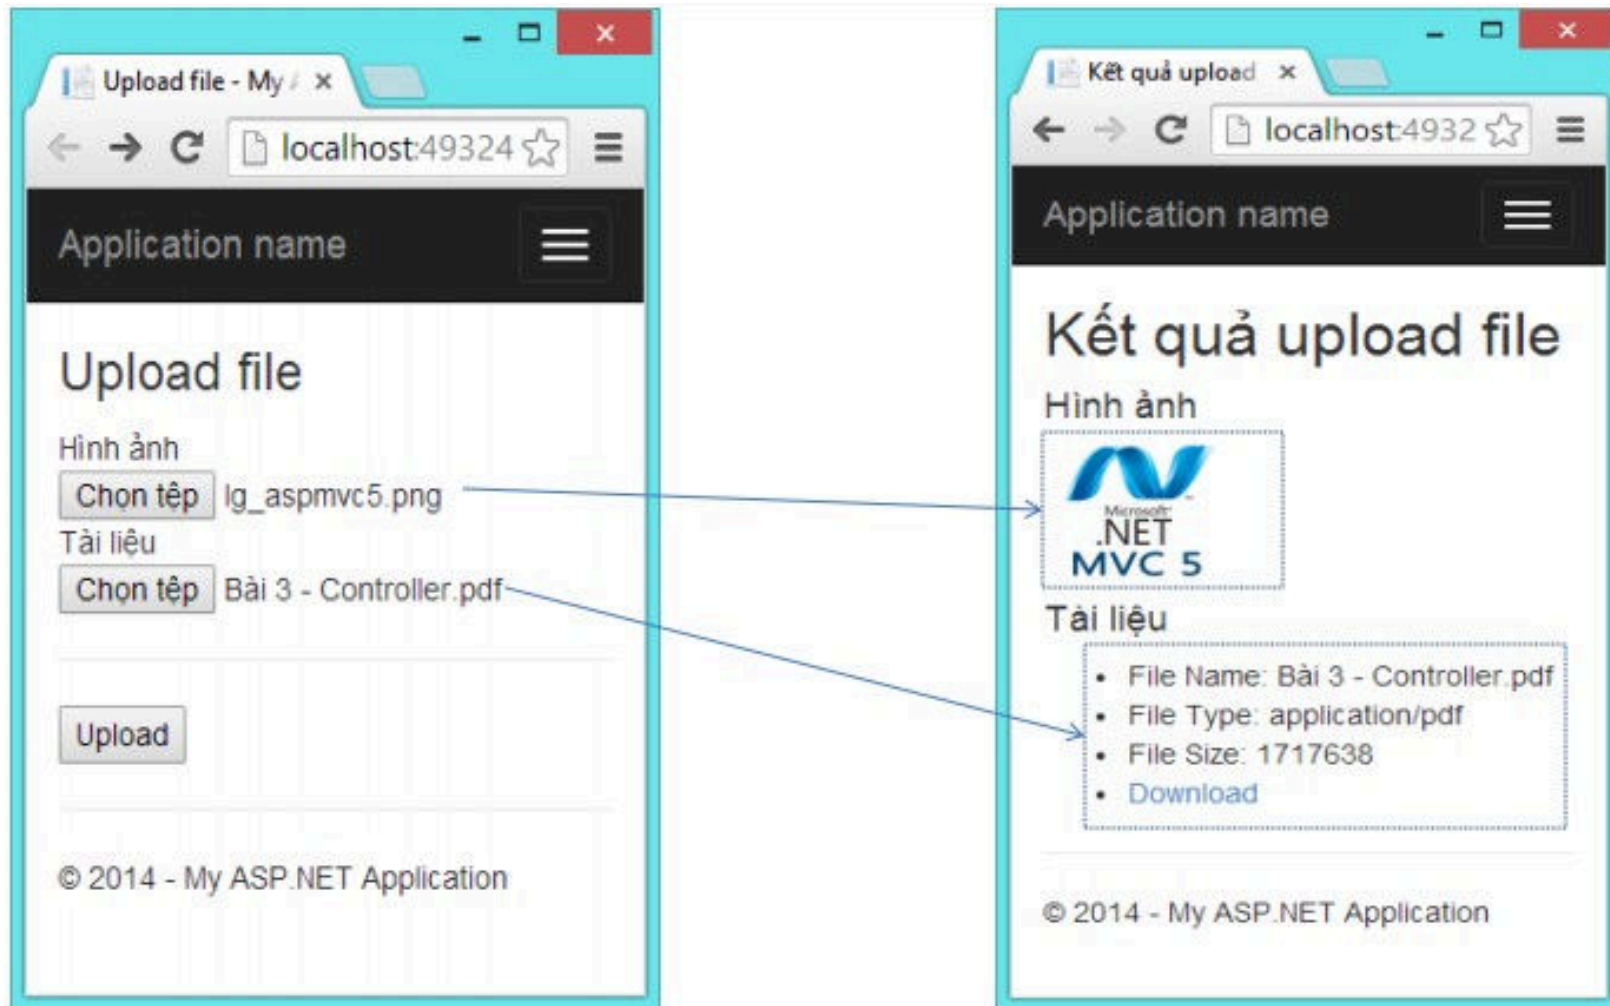 Upload file - My
localhost:49324
Application name
Upload file
Hình ảnh
Chọn tệp lg_aspmvc5.png
Tài liệu
Chọn tệp Bài 3 - Controller.pdf
Upload
© 2014 - My ASP.NET Application
Kết quả upload
localhost:4932
Application name
Kết quả upload file
Hình ảnh
Microsoft
.NET
MVC 5
Tài liệu
File Name: Bài 3 - Controller.pdf
File Type: application/pdf
File Size: 1717638
Download
© 2014 - My ASP.NET Application